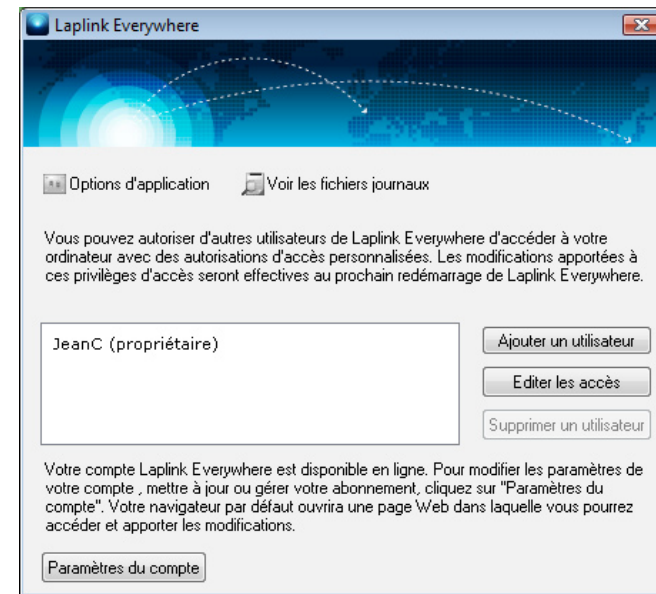 Laplink Everywhere
Options d'application
Voir les fichiers journaux
Vous pouvez autoriser d'autres utilisateurs de Laplink Everywhere d'accéder à votre
ordinateur avec des autorisations d'accès personnalisées. Les modifications apportées à
ces privilèges d'accès seront effectives au prochain redémarrage de Laplink Everywhere.
JeanC (propriétaire)
Ajouter un utilisateur
Editer les accès
Supprimer un utilisateur
Votre compte Laplink Everywhere est disponible en ligne. Pour modifier les paramètres de
votre compte , mettre à jour ou gérer votre abonnement, cliquez sur "Paramètres du
compte". Votre navigateur par défaut ouvrira une page Web dans laquelle vous pourrez
accéder et apporter les modifications.
Paramètres du compte